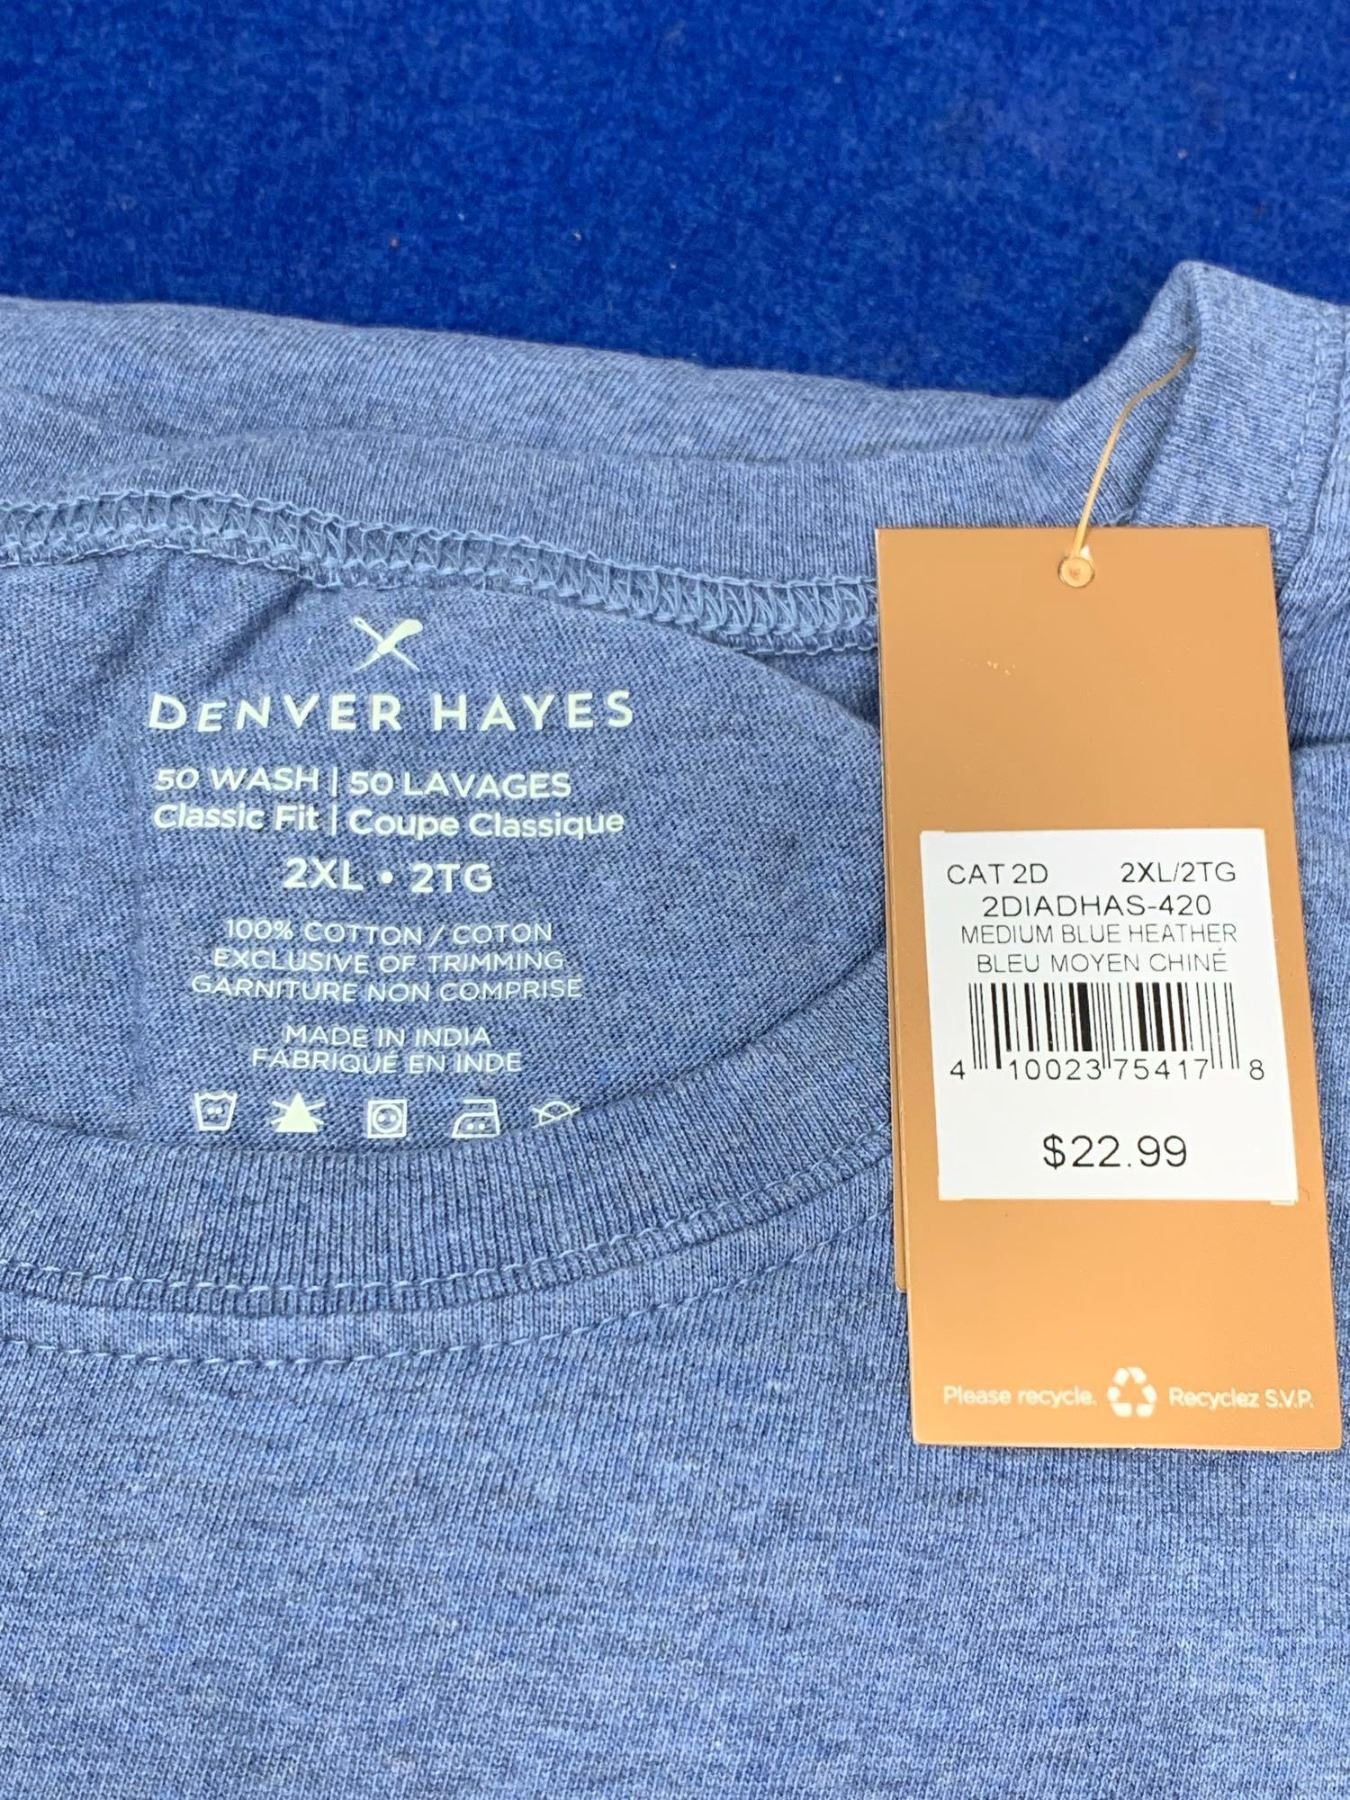 DENVER HAYES
50 WASH | 50 LAVAGES
Classic Fit | Coupe Classique
2XL • 2TG
100% COTTON / COTON
EXCLUSIVE OF TRIMMING
GARNITURE NON COMPRISE
MADE IN INDIA
FABRIQUÉ EN INDE
CAT 2D 2XL/2TG
2DIADHAS-420
MEDIUM BLUE HEATHER
BLEU MOYEN CHINÉ
4 10023 75417 8
$22.99
Please recycle. Recyclez S.V.P.